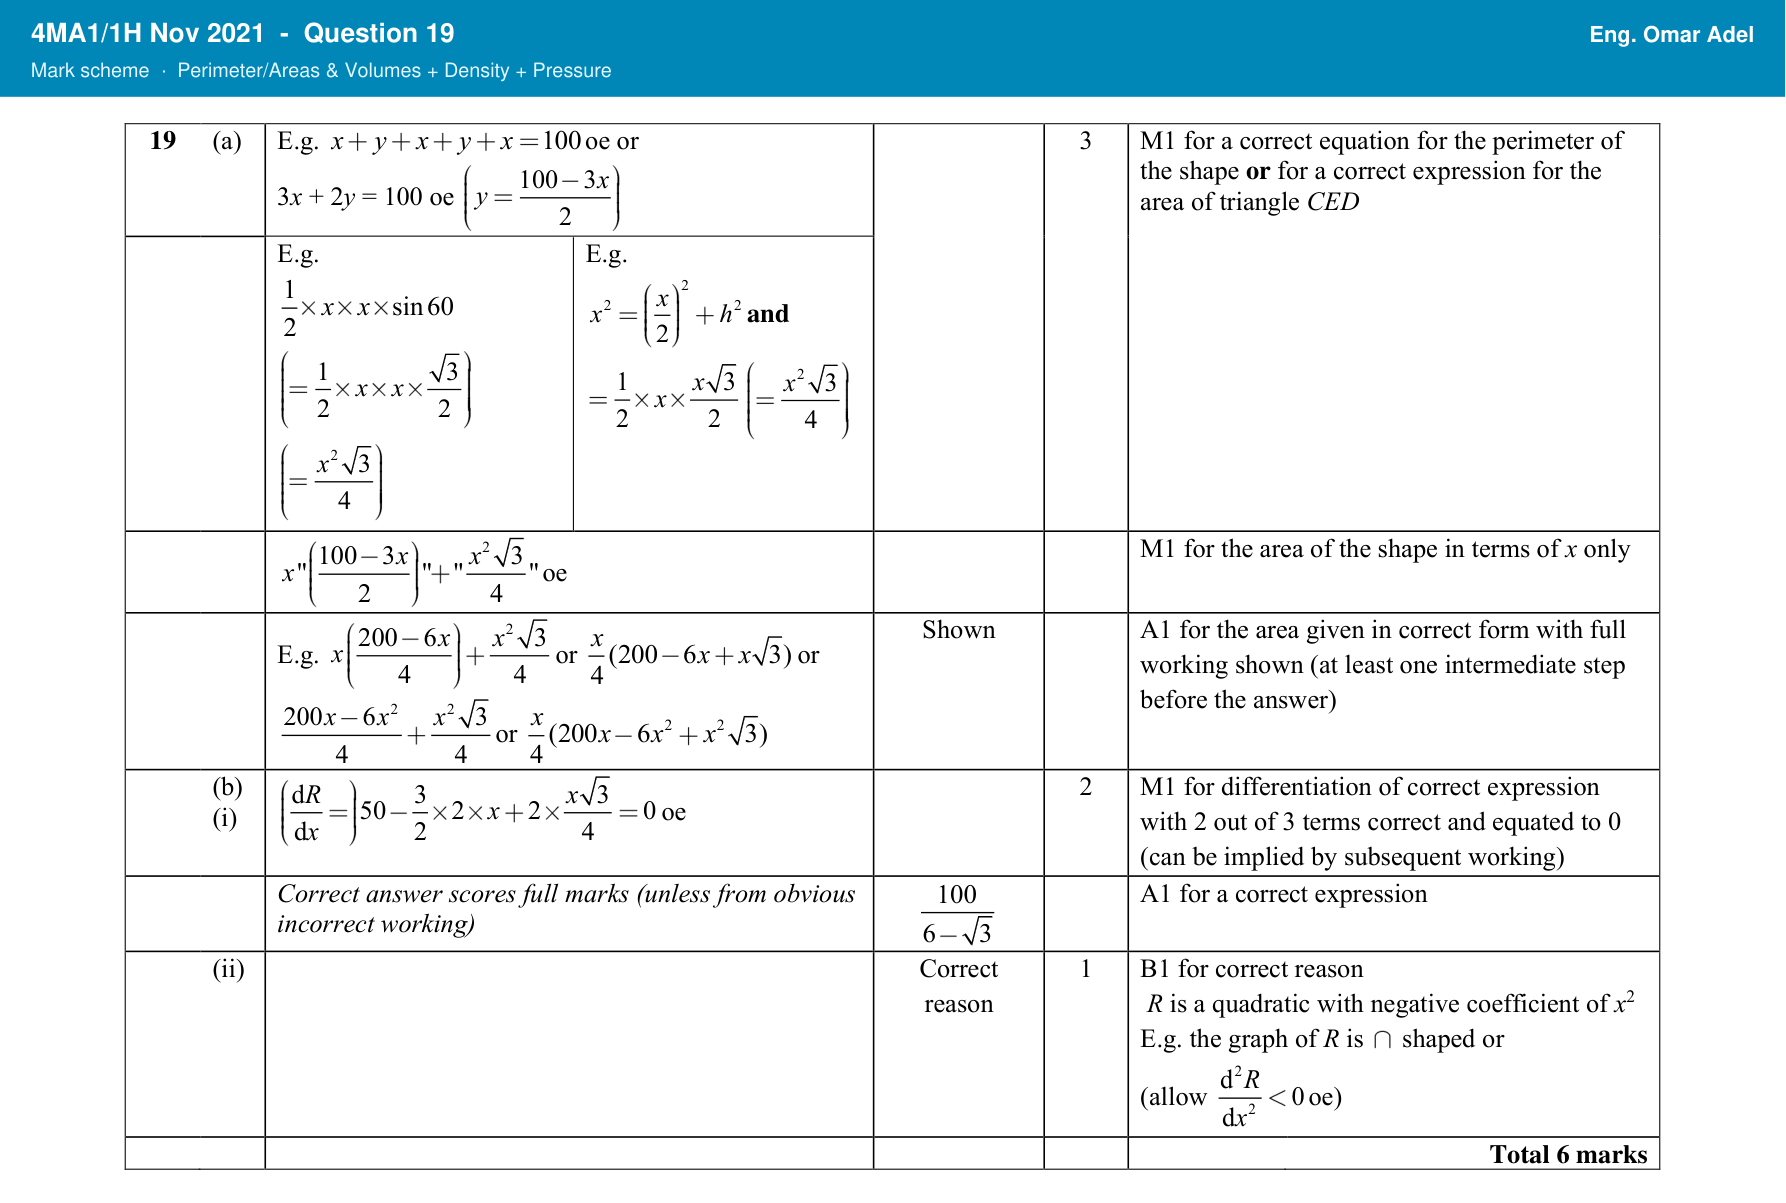 4MA1/1H Nov 2021 - Question 19
Eng. Omar Adel
Mark scheme · Perimeter/Areas & Volumes + Density + Pressure
19 (a) E.g. x + y + x + y + x = 100 oe or
3x + 2y = 100 oe (y = (100 − 3x)/2)
3
M1 for a correct equation for the perimeter of
the shape or for a correct expression for the
area of triangle CED
E.g.
1/2 × x × x × sin 60
(= 1/2 × x × x × √3/2)
(= x²√3/4)
E.g.
x² = (x/2)² + h² and
= 1/2 × x × x√3/2 (= x²√3/4)
x"((100 − 3x)/2)" + "x²√3/4" oe
M1 for the area of the shape in terms of x only
E.g. x((200 − 6x)/4) + x²√3/4 or x/4(200 − 6x + x√3) or
(200x − 6x²)/4 + x²√3/4 or x/4(200x − 6x² + x²√3)
Shown
A1 for the area given in correct form with full
working shown (at least one intermediate step
before the answer)
(b)
(i)
(dR/dx =) 50 − 3/2 × 2 × x + 2 × x√3/4 = 0 oe
2
M1 for differentiation of correct expression
with 2 out of 3 terms correct and equated to 0
(can be implied by subsequent working)
Correct answer scores full marks (unless from obvious
incorrect working)
100/(6 − √3)
A1 for a correct expression
(ii)
Correct
reason
1
B1 for correct reason
R is a quadratic with negative coefficient of x²
E.g. the graph of R is ∩ shaped or
(allow d²R/dx² < 0 oe)
Total 6 marks